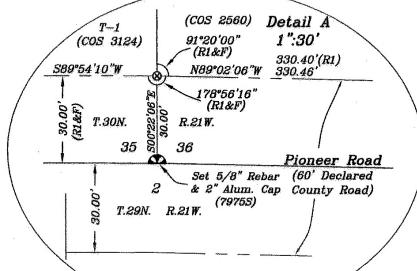 T-1
(COS 3124)
(COS 2560)
Detail A
1":30'
91°20'00"
(R1&F)
S89°54'10"W
N89°02'06"W
330.40'(R1)
330.46'
178°56'16"
(R1&F)
30.00'
(R1&F)
S00°22'06"E
30.00'
T.30N.
R.21W.
35
36
Pioneer Road
(60' Declared
County Road)
Set 5/8" Rebar
& 2" Alum. Cap
(7975S)
2
30.00'
T.29N.
R.21W.